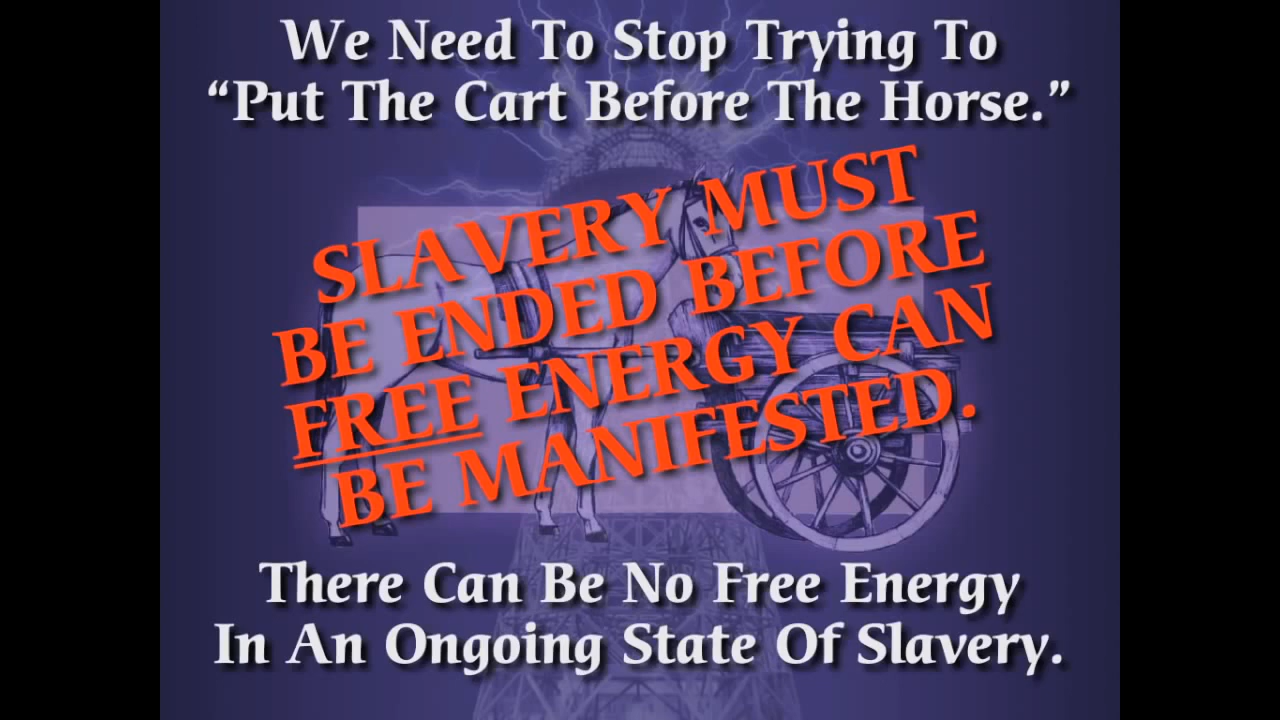 We Need To Stop Trying To
“Put The Cart Before The Horse.”
SLAVERY MUST
BE ENDED BEFORE
FREE ENERGY CAN
BE MANIFESTED.
There Can Be No Free Energy
In An Ongoing State Of Slavery.